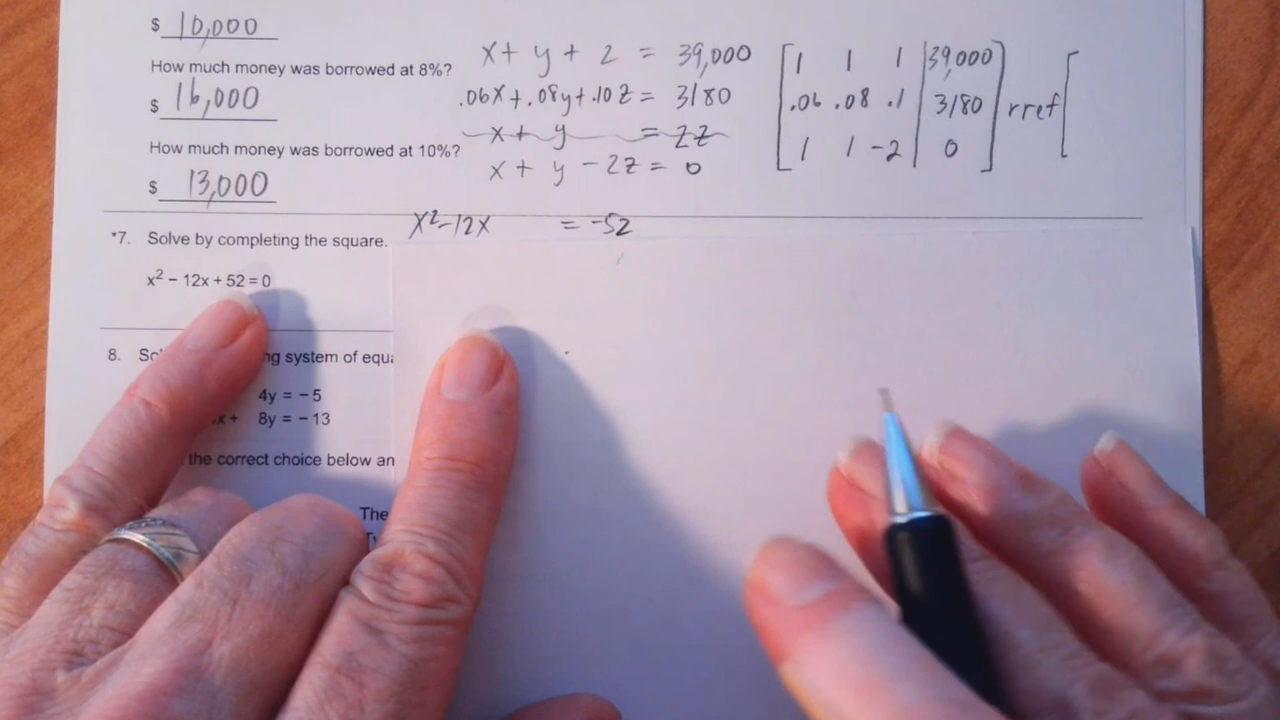 $ 10,000
How much money was borrowed at 8%?
$ 16,000
How much money was borrowed at 10%?
$ 13,000
x + y + z = 39,000
.06x + .08y + .10z = 3180
x + y = 2z
x + y - 2z = 0
1 1 1 | 39,000
.06 .08 .1 | 3180
1 1 -2 | 0
rref [
*7. Solve by completing the square.
x² - 12x = -52
x² − 12x + 52 = 0
8. system of equa
4y = − 5
x + 8y = − 13
the correct choice below an
The